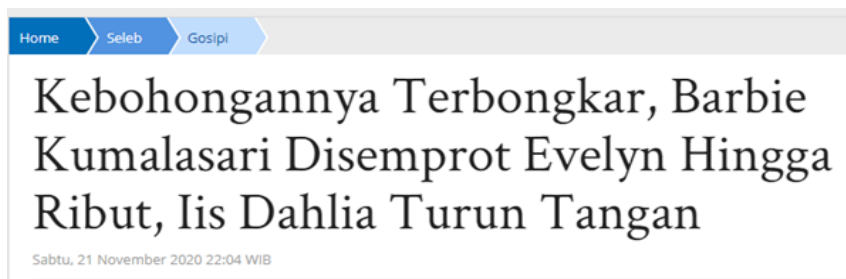 Home Seleb Gosipi
Kebohongannya Terbongkar, Barbie
Kumalasari Disemprot Evelyn Hingga
Ribut, Iis Dahlia Turun Tangan
Sabtu, 21 November 2020 22:04 WIB